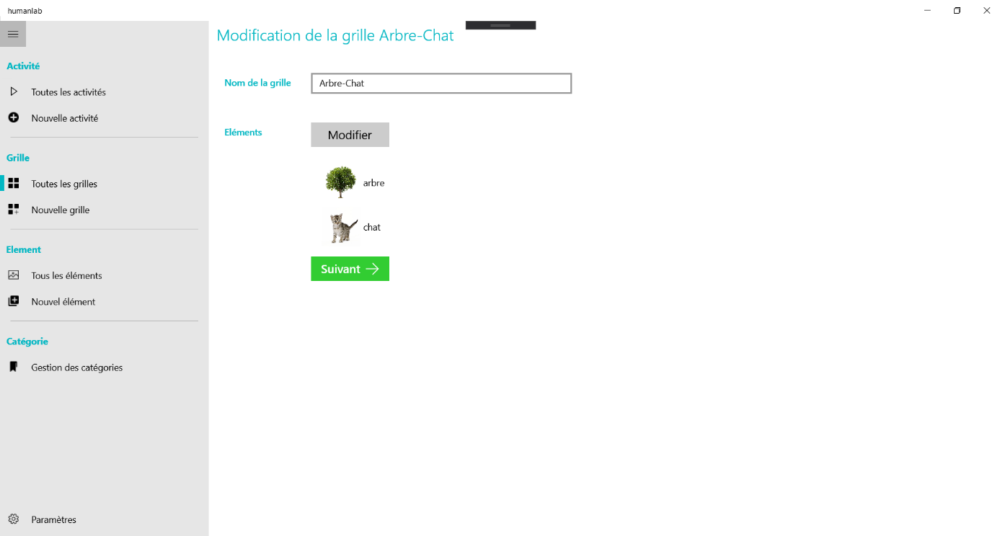 humanlab
Modification de la grille Arbre-Chat
Activité
Toutes les activités
Nouvelle activité
Grille
Toutes les grilles
Nouvelle grille
Element
Tous les éléments
Nouvel élément
Catégorie
Gestion des catégories
Paramètres
Nom de la grille
Arbre-Chat
Eléments
Modifier
arbre
chat
Suivant